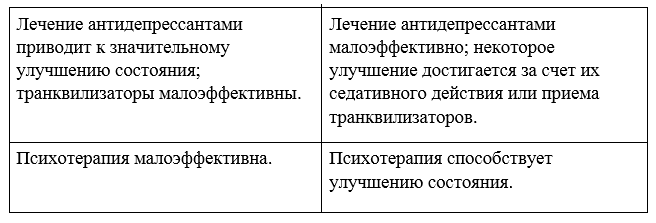 Лечение антидепрессантами
приводит к значительному
улучшению состояния;
транквилизаторы малоэффективны.
Лечение антидепрессантами
малоэффективно; некоторое
улучшение достигается за счет их
седативного действия или приема
транквилизаторов.
Психотерапия малоэффективна.
Психотерапия способствует
улучшению состояния.